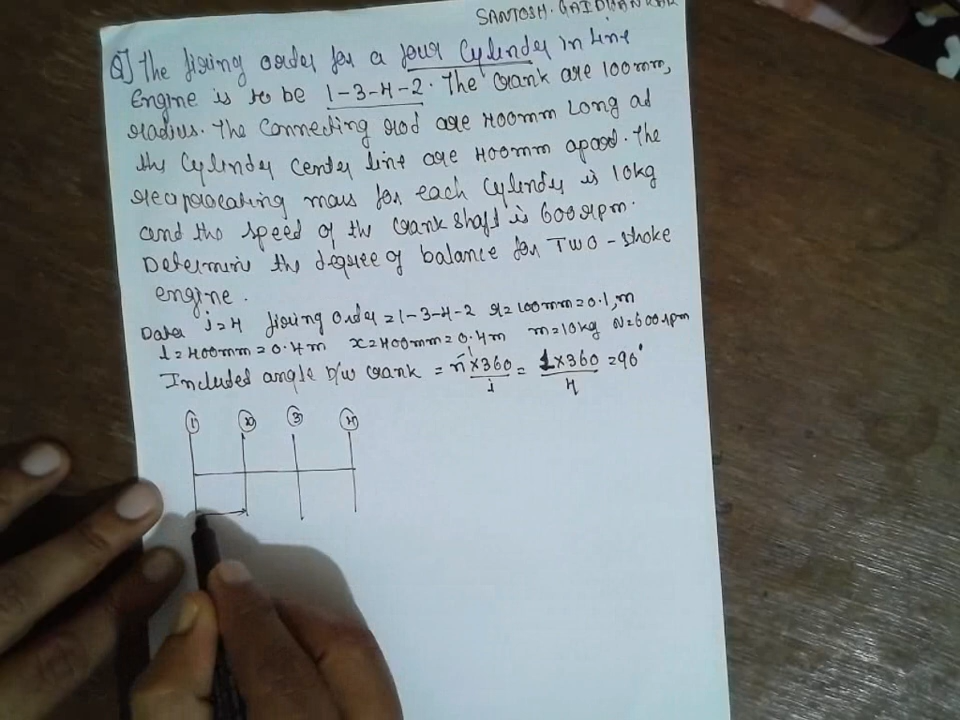 SANTOSH.GAIDHANKAR
Q] The firing order for a four Cylinder in line
Engine is to be 1-3-4-2. The Crank are 100mm,
radius. The Connecting rod are 400mm Long ad
the Cylinder center line are 400mm apart. The
reciprocating mass for each Cylinder is 10kg
and the speed of the crank shaft is 600rpm.
Determine the degree of balance for TWO-stroke
engine.
Data i=4 firing order=1-3-4-2 r=100mm=0.1m
l=400mm=0.4m x=400mm=0.4m m=10kg N=600rpm
Included angle b/w crank = n'×360/i = 1×360/4 = 90°
1 2 3 4